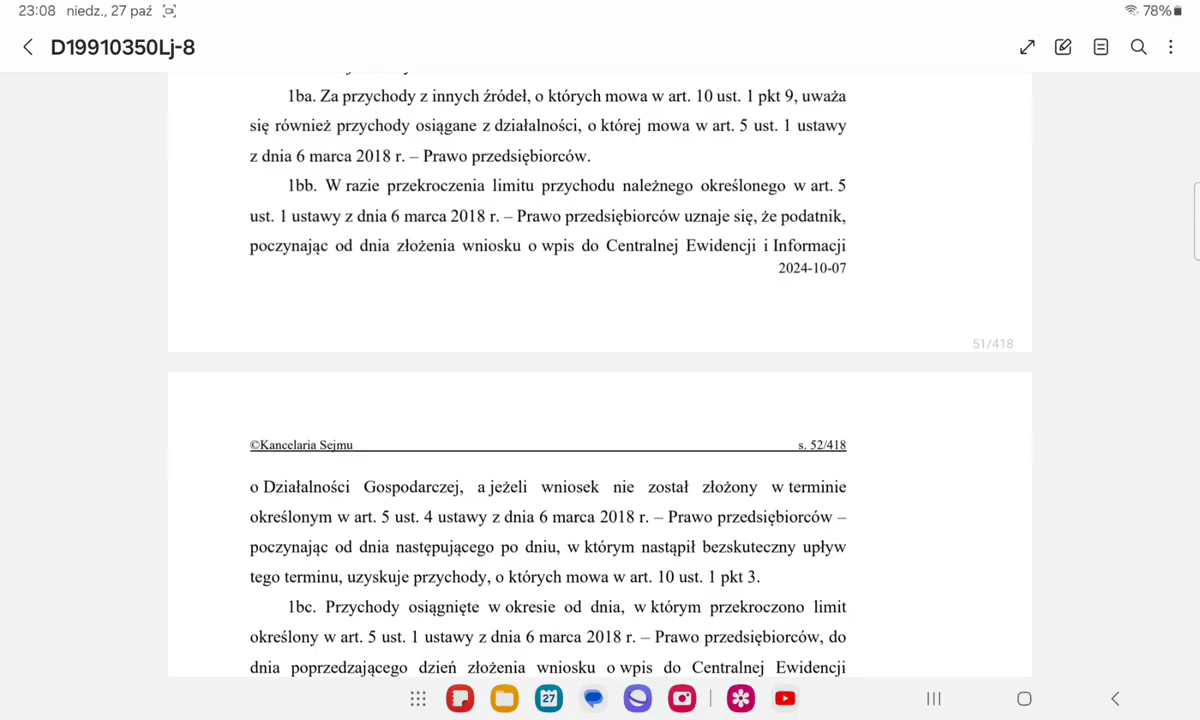 23:08 niedz., 27 paź 78%
D19910350Lj-8
1ba. Za przychody z innych źródeł, o których mowa w art. 10 ust. 1 pkt 9, uważa
się również przychody osiągane z działalności, o której mowa w art. 5 ust. 1 ustawy
z dnia 6 marca 2018 r. – Prawo przedsiębiorców.
1bb. W razie przekroczenia limitu przychodu należnego określonego w art. 5
ust. 1 ustawy z dnia 6 marca 2018 r. – Prawo przedsiębiorców uznaje się, że podatnik,
poczynając od dnia złożenia wniosku o wpis do Centralnej Ewidencji i Informacji
2024-10-07
51/418
©Kancelaria Sejmu s. 52/418
o Działalności Gospodarczej, a jeżeli wniosek nie został złożony w terminie
określonym w art. 5 ust. 4 ustawy z dnia 6 marca 2018 r. – Prawo przedsiębiorców –
poczynając od dnia następującego po dniu, w którym nastąpił bezskuteczny upływ
tego terminu, uzyskuje przychody, o których mowa w art. 10 ust. 1 pkt 3.
1bc. Przychody osiągnięte w okresie od dnia, w którym przekroczono limit
określony w art. 5 ust. 1 ustawy z dnia 6 marca 2018 r. – Prawo przedsiębiorców, do
dnia poprzedzającego dzień złożenia wniosku o wpis do Centralnej Ewidencji
27